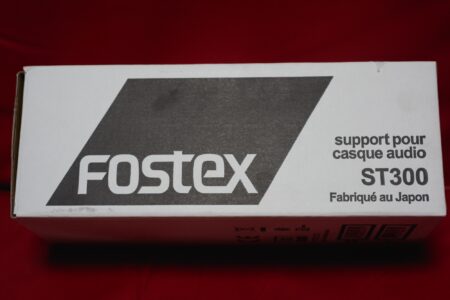 Fostex
support pour
casque audio
ST300
Fabriqué au Japon